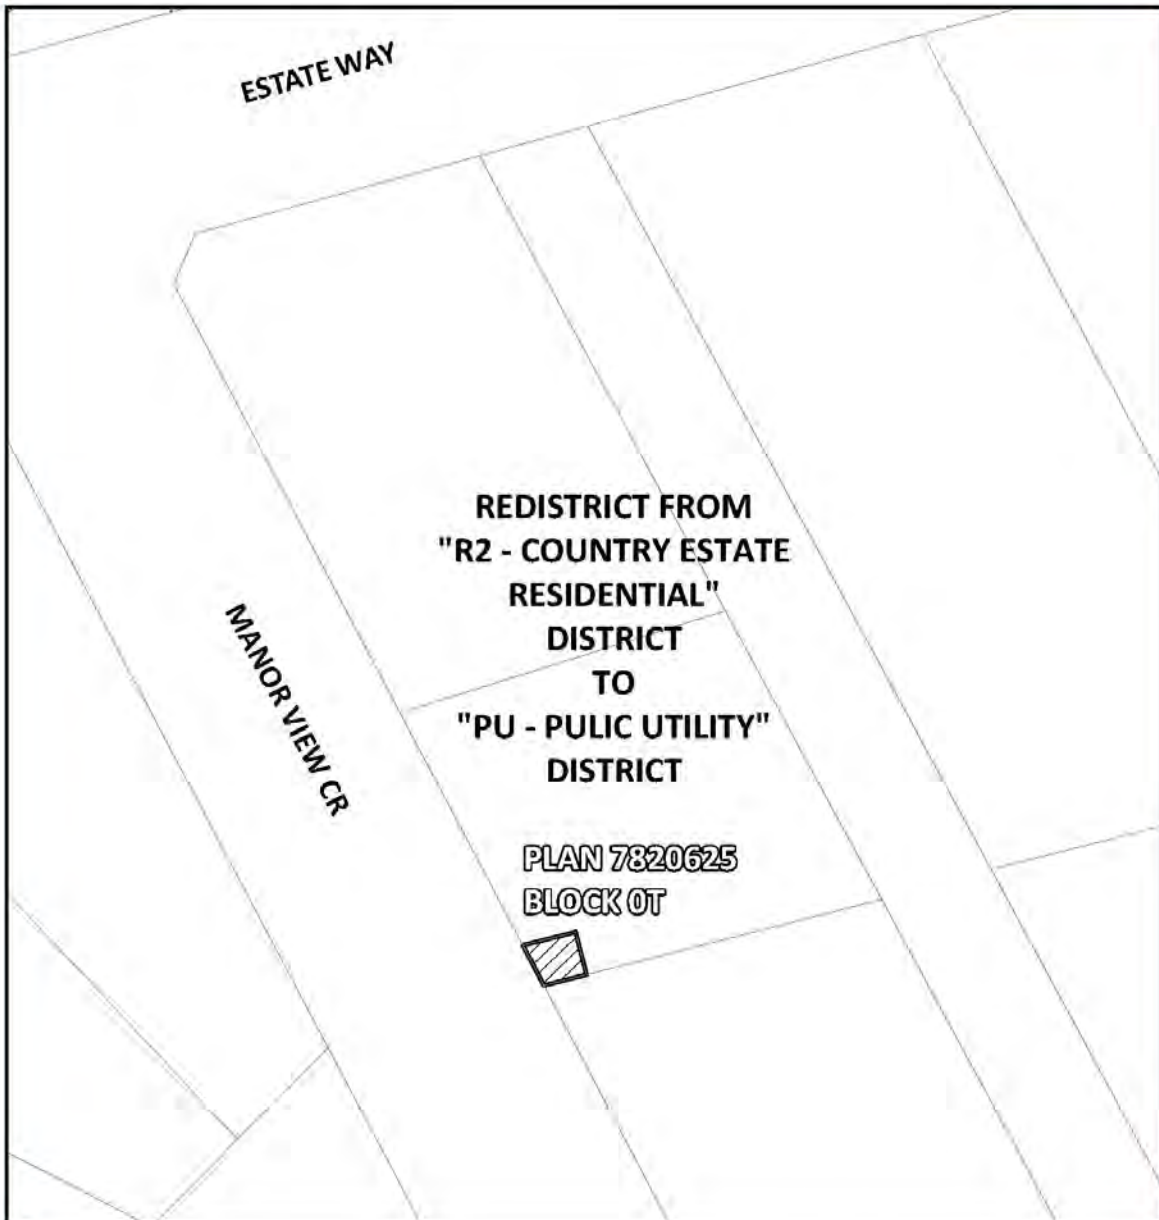 ESTATE WAY
REDISTRICT FROM
"R2 - COUNTRY ESTATE
RESIDENTIAL"
DISTRICT
TO
"PU - PULIC UTILITY"
DISTRICT
MANOR VIEW CR
PLAN 7820625
BLOCK 0T